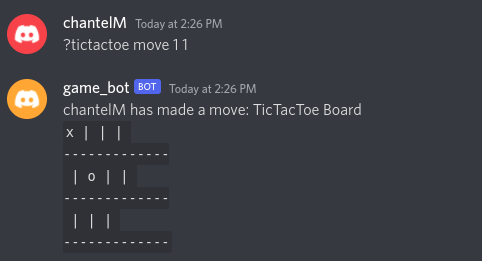 chantelM Today at 2:26 PM
?tictactoe move 1 1
game_bot BOT Today at 2:26 PM
chantelM has made a move: TicTacToe Board
x | | |
-------------
| o | |
-------------
| | |
-------------